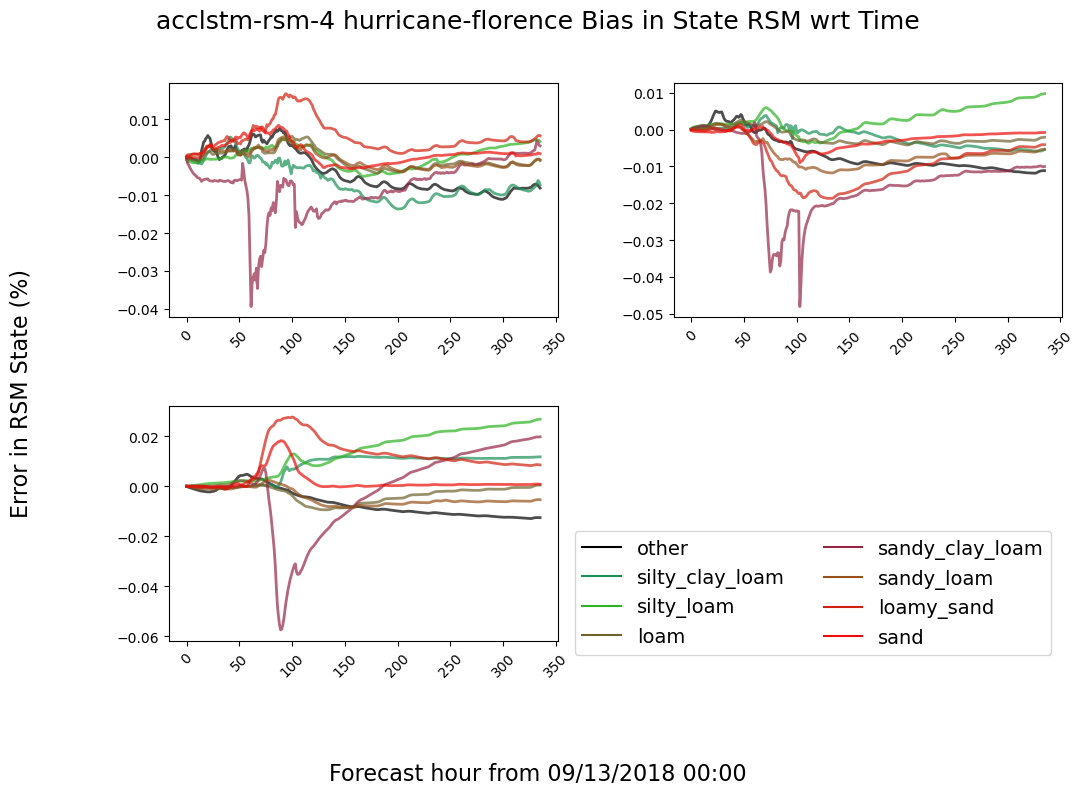 acclstm-rsm-4 hurricane-florence Bias in State RSM wrt Time
Error in RSM State (%)
0.01
0.00
−0.01
−0.02
−0.03
−0.04
0 50 100 150 200 250 300 350
0.01
0.00
−0.01
−0.02
−0.03
−0.04
−0.05
0 50 100 150 200 250 300 350
0.02
0.00
−0.02
−0.04
−0.06
0 50 100 150 200 250 300 350
other
silty_clay_loam
silty_loam
loam
sandy_clay_loam
sandy_loam
loamy_sand
sand
Forecast hour from 09/13/2018 00:00